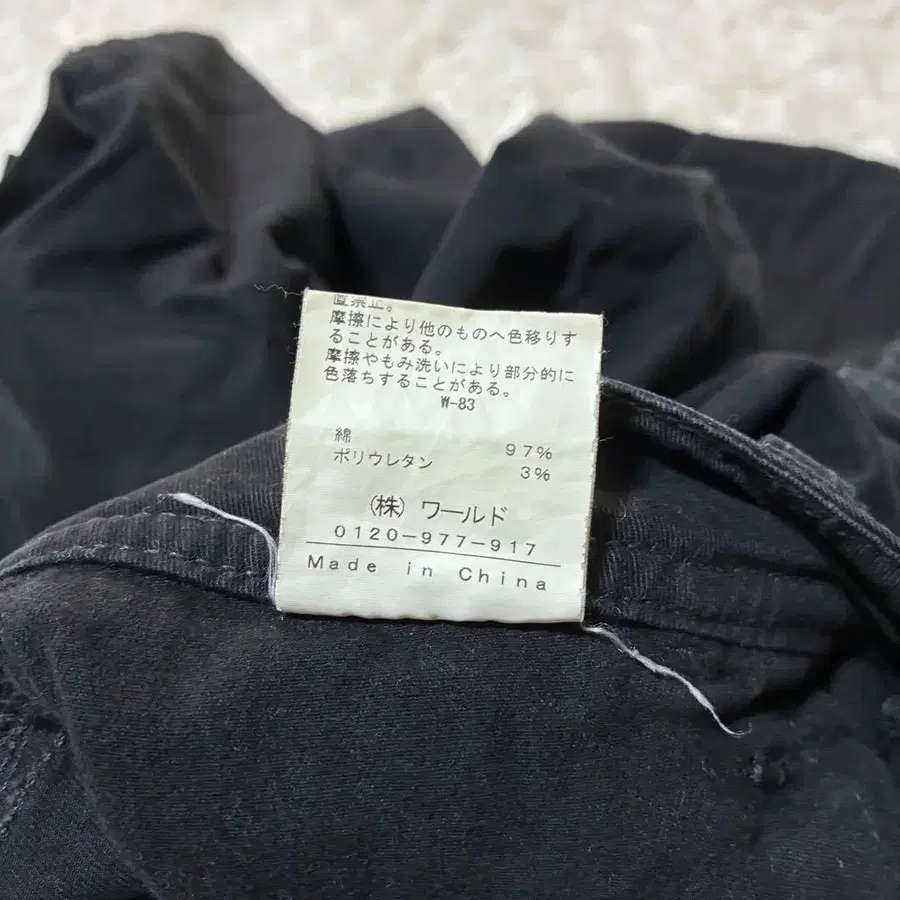 直禁止。
摩擦により他のものへ色移りす
ることがある。
摩擦やもみ洗いにより部分的に
色落ちすることがある。
W-83
綿 97%
ポリウレタン 3%
(株) ワールド
0120-977-917
Made in China